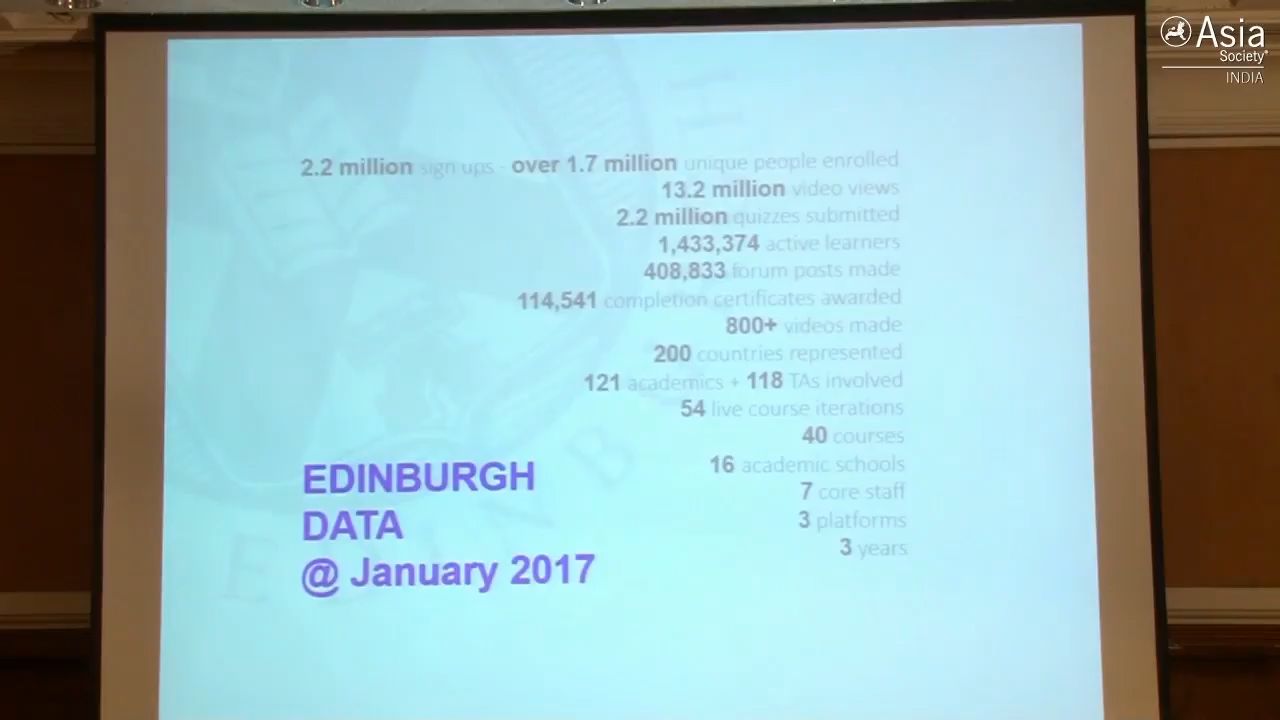 Asia
Society
INDIA
2.2 million sign ups - over 1.7 million unique people enrolled
13.2 million video views
2.2 million quizzes submitted
1,433,374 active learners
408,833 forum posts made
114,541 completion certificates awarded
800+ videos made
200 countries represented
121 academics + 118 TAs involved
54 live course iterations
40 courses
16 academic schools
7 core staff
3 platforms
3 years
EDINBURGH
DATA
@ January 2017